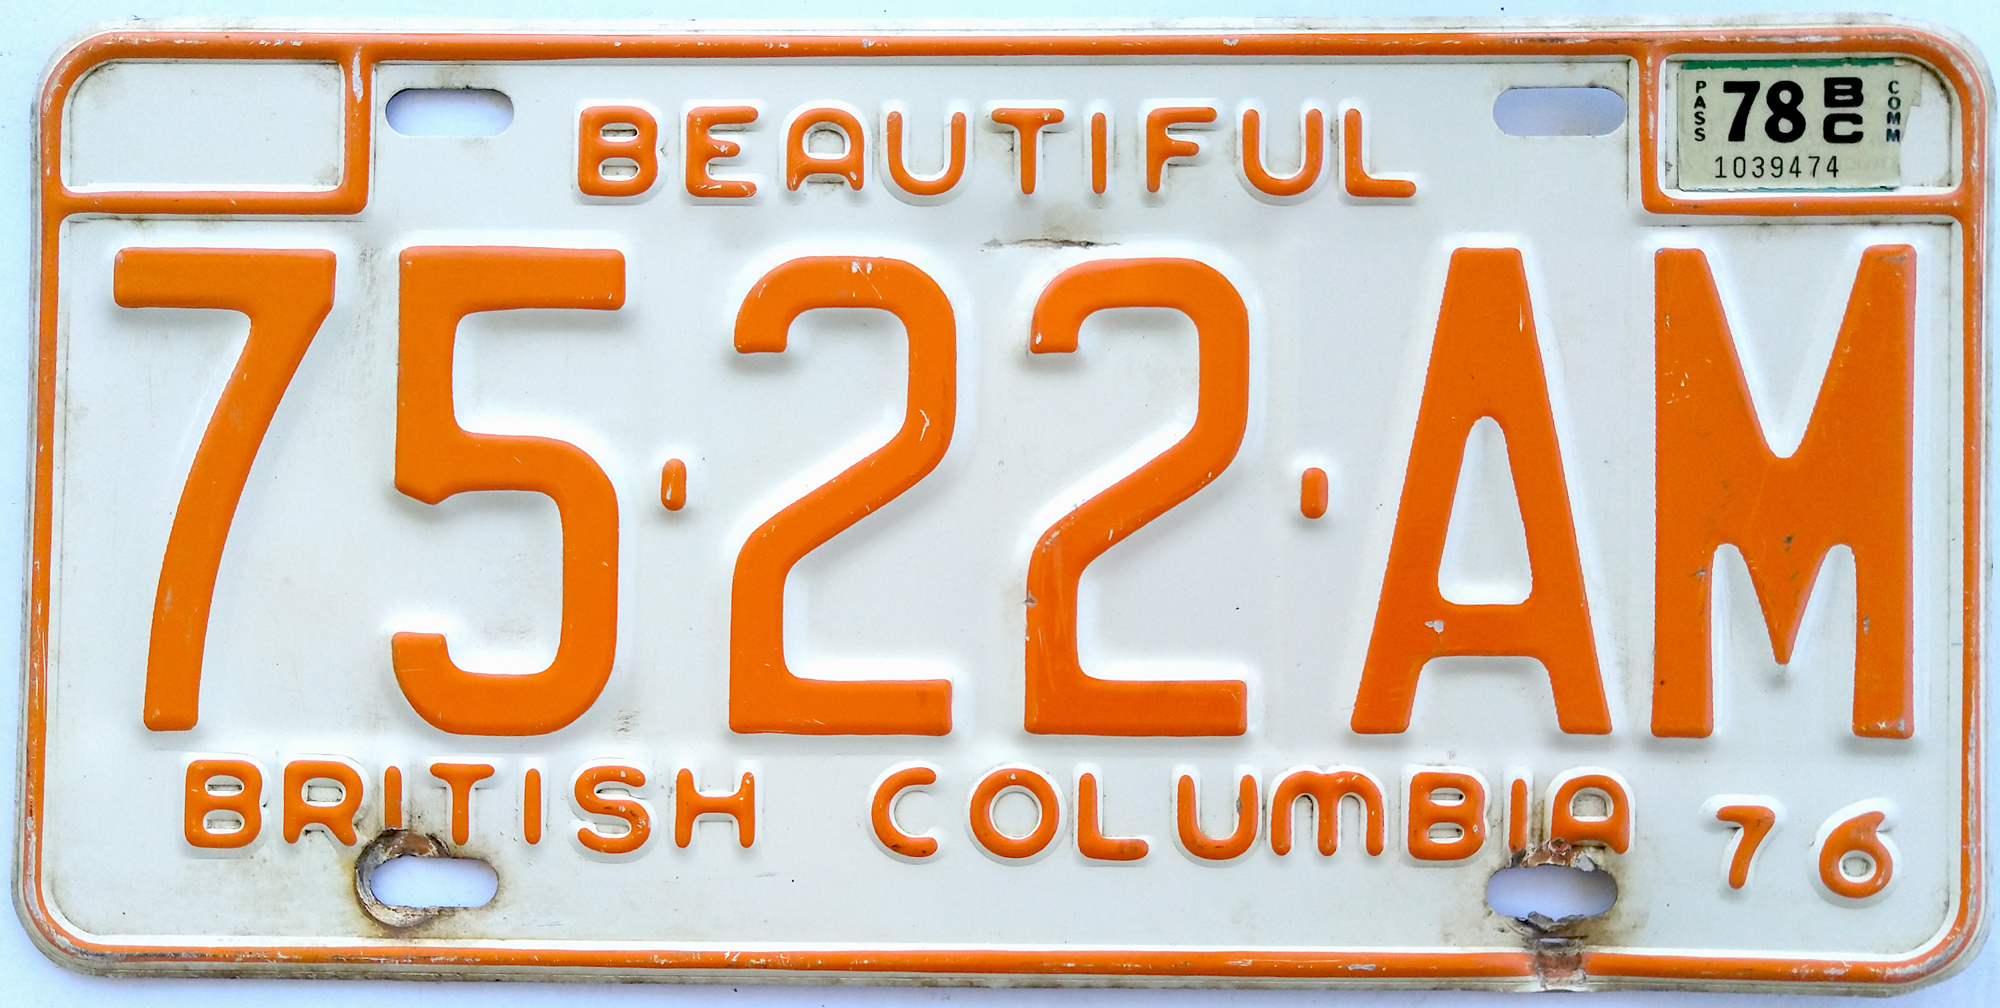 BEAUTIFUL
PASS 78 BC COMM
1039474
75-22-AM
BRITISH COLUMBIA 76